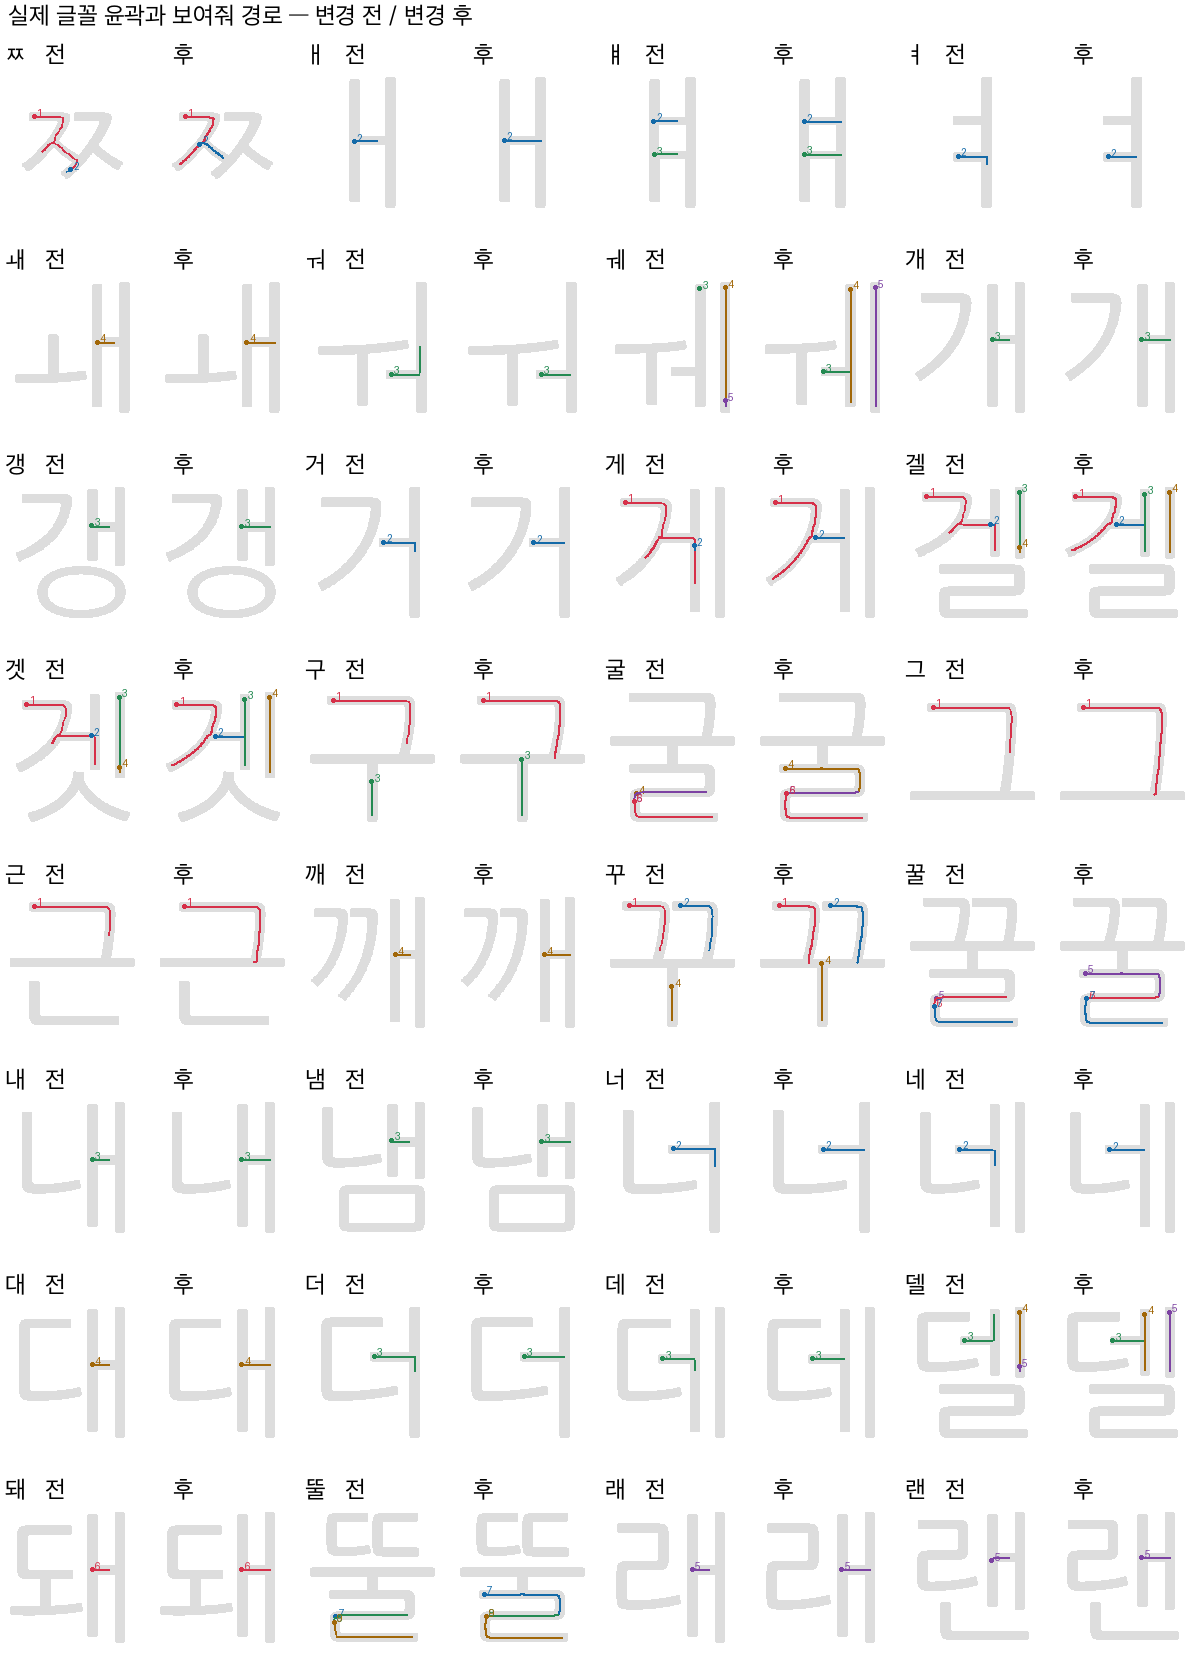 실제 글꼴 윤곽과 보여줘 경로 — 변경 전 / 변경 후
ㅉ 전 후 ㅐ 전 후 ㅒ 전 후 ㅕ 전 후
ㅙ 전 후 ㅝ 전 후 ㅞ 전 후 개 전 후
갱 전 후 거 전 후 게 전 후 겔 전 후
겟 전 후 구 전 후 굴 전 후 그 전 후
근 전 후 깨 전 후 꾸 전 후 꿀 전 후
내 전 후 냄 전 후 너 전 후 네 전 후
대 전 후 더 전 후 데 전 후 델 전 후
돼 전 후 뚤 전 후 래 전 후 랜 전 후